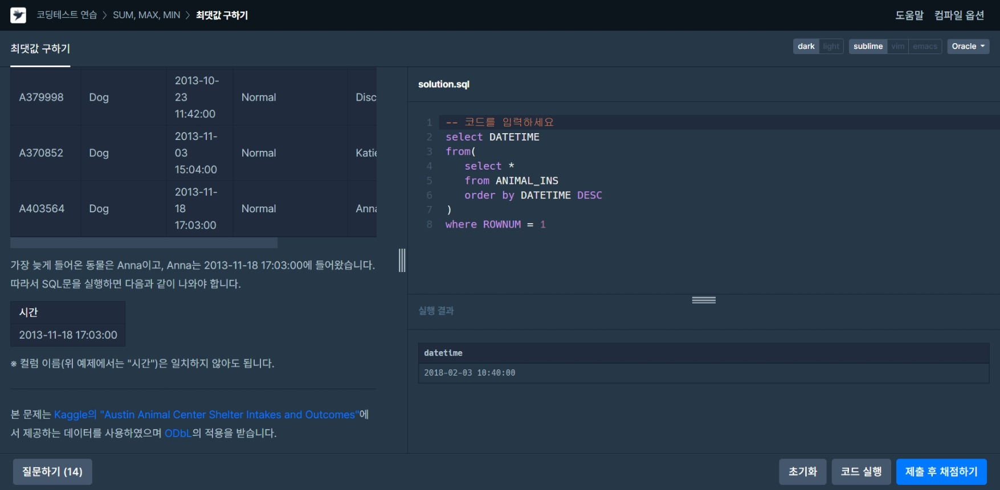 코딩테스트 연습 > SUM, MAX, MIN > 최댓값 구하기
도움말 컴파일 옵션
최댓값 구하기
dark light sublime vim emacs Oracle
A379998 Dog 2013-10-23 11:42:00 Normal Disc
A370852 Dog 2013-11-03 15:04:00 Normal Katie
A403564 Dog 2013-11-18 17:03:00 Normal Anna
가장 늦게 들어온 동물은 Anna이고, Anna는 2013-11-18 17:03:00에 들어왔습니다.
따라서 SQL문을 실행하면 다음과 같이 나와야 합니다.
시간
2013-11-18 17:03:00
※ 컬럼 이름(위 예제에서는 "시간")은 일치하지 않아도 됩니다.
본 문제는 Kaggle의 "Austin Animal Center Shelter Intakes and Outcomes"에
서 제공하는 데이터를 사용하였으며 ODbL의 적용을 받습니다.
solution.sql
1 -- 코드를 입력하세요
2 select DATETIME
3 from(
4 select *
5 from ANIMAL_INS
6 order by DATETIME DESC
7 )
8 where ROWNUM = 1
실행 결과
datetime
2018-02-03 10:40:00
질문하기 (14)
초기화 코드 실행 제출 후 채점하기